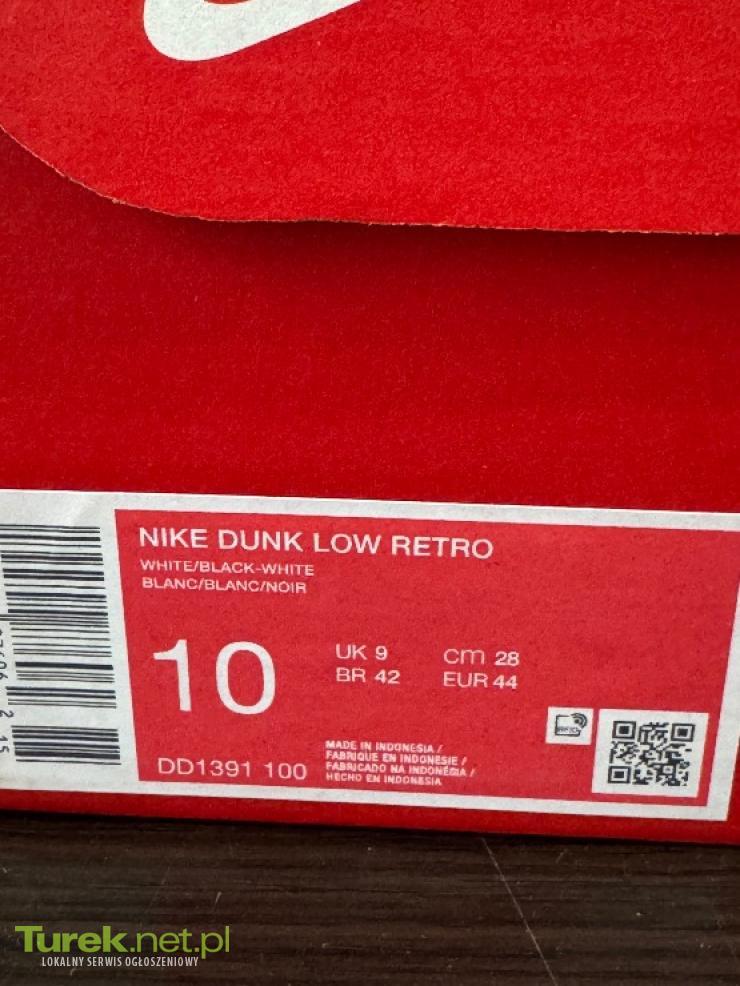 NIKE DUNK LOW RETRO
WHITE/BLACK-WHITE
BLANC/BLANC/NOIR
10
UK 9
cm 28
BR 42
EUR 44
DD1391 100
MADE IN INDONESIA /
FABRIQUE EN INDONESIE /
FABRICADO NA INDONÉSIA /
HECHO EN INDONESIA
RFID
Turek.net.pl
LOKALNY SERWIS OGŁOSZENIOWY